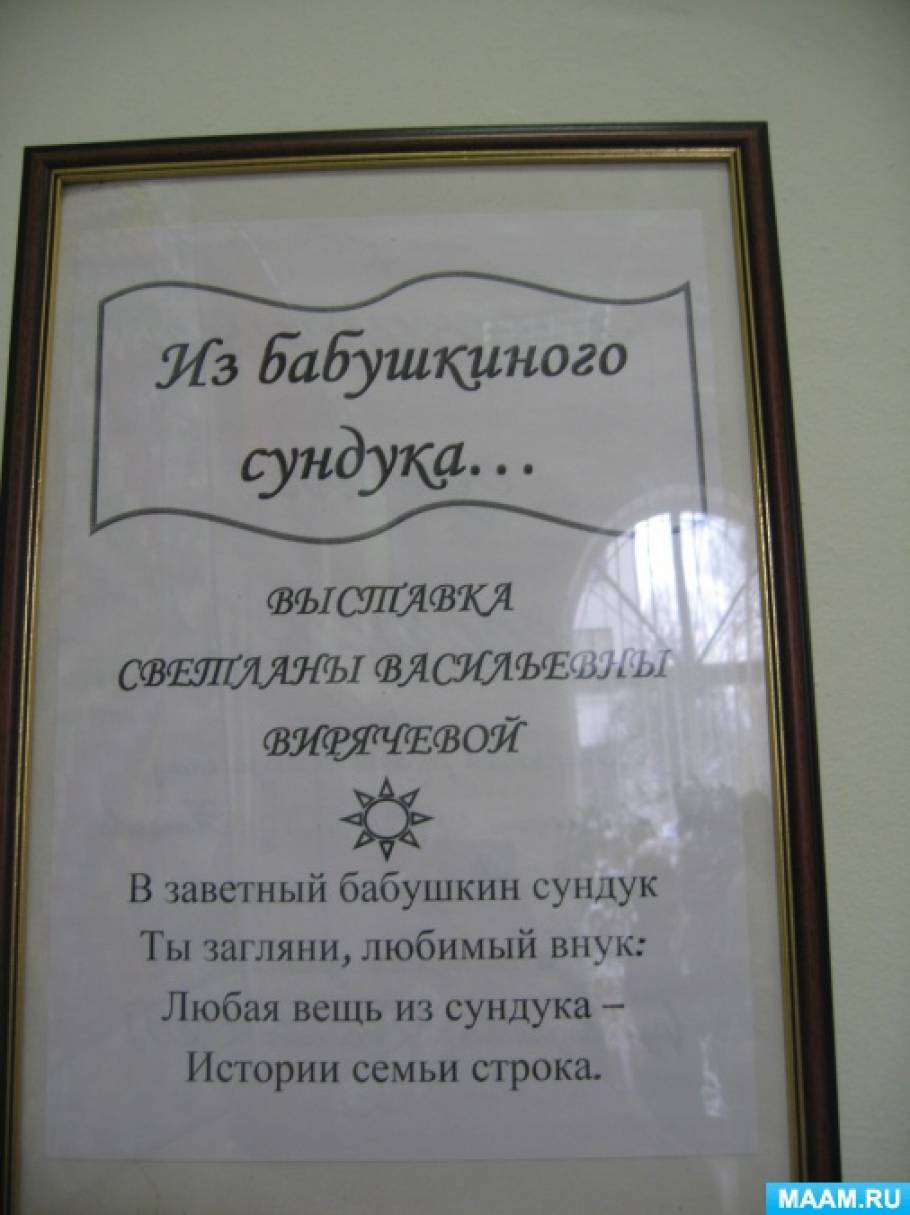 Из бабушкиного
сундука...
ВЫСТАВКА
СВЕТЛАНЫ ВАСИЛЬЕВНЫ
ВИРЯЧЕВОЙ
В заветный бабушкин сундук
Ты загляни, любимый внук:
Любая вещь из сундука –
Истории семьи строка.
MAAM.RU